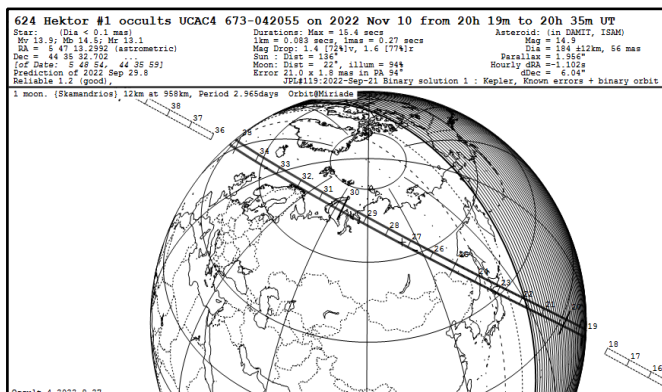 624 Hektor #1 occults UCAC4 673-042055 on 2022 Nov 10 from 20h 19m to 20h 35m UT
Star: (Dia < 0.1 mas)
Mv 13.9; Mb 14.5; Mr 13.1
RA = 5 47 13.2992 (astrometric)
Dec = 44 35 32.702 ...
[of Date: 5 48 54, 44 35 59]
Prediction of 2022 Sep 29.8
Reliable 1.2 (good),
Durations: Max = 15.4 secs
1km = 0.083 secs, 1mas = 0.27 secs
Mag Drop: 1.4 [72%]v, 1.6 [77%]r
Sun : Dist = 136°
Moon: Dist = 22°, illum = 94%
Error 21.0 x 1.8 mas in PA 94°
Asteroid: (in DAMIT, ISAM)
Mag = 14.9
Dia = 184 ±12km, 56 mas
Parallax = 1.956"
Hourly dRA =-1.102s
dDec = 6.04"
JPL#119:2022-Sep-21 Binary solution 1 : Kepler, Known errors + binary orbit
1 moon. {Skamandrios} 12km at 958km, Period 2.965days Orbit@Miriade
38
37
36
35
34
33
32
31
30
29
28
27
26
23
21
19
18
17
16